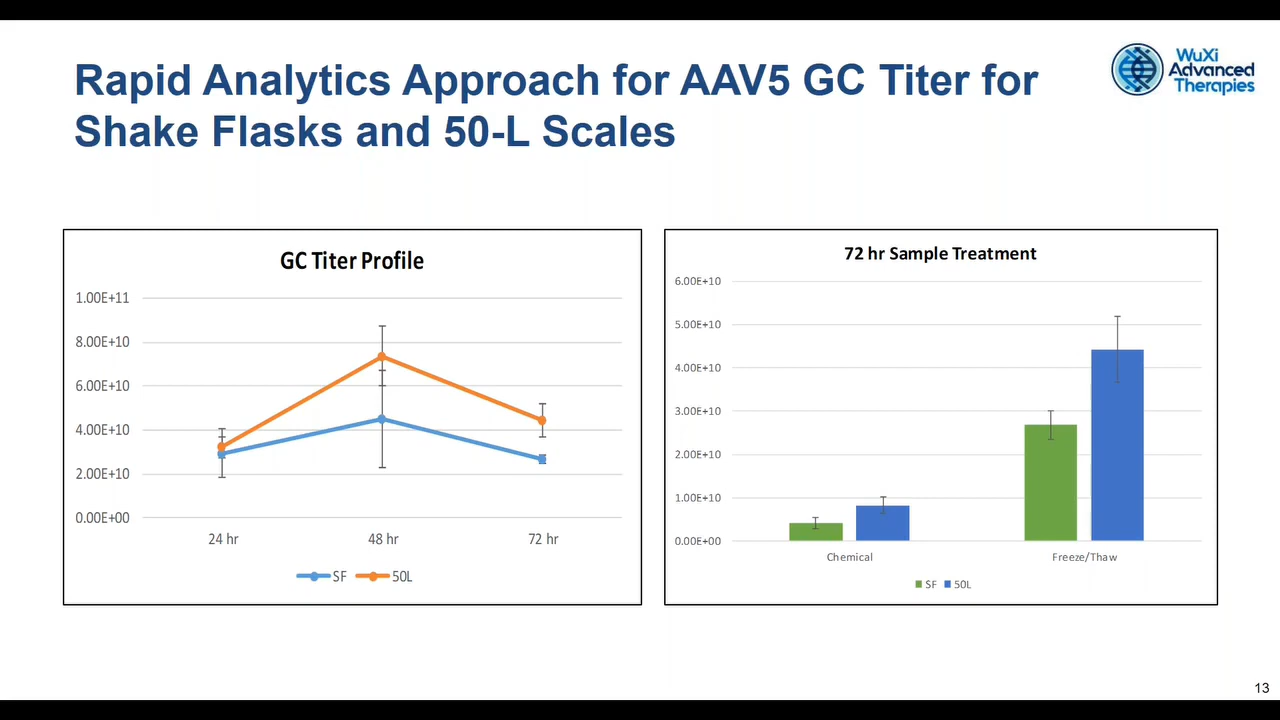 Rapid Analytics Approach for AAV5 GC Titer for
Shake Flasks and 50-L Scales
WuXi
Advanced
Therapies
GC Titer Profile
1.00E+11
8.00E+10
6.00E+10
4.00E+10
2.00E+10
0.00E+00
24 hr 48 hr 72 hr
SF 50L
72 hr Sample Treatment
6.00E+10
5.00E+10
4.00E+10
3.00E+10
2.00E+10
1.00E+10
0.00E+00
Chemical Freeze/Thaw
SF 50L
13